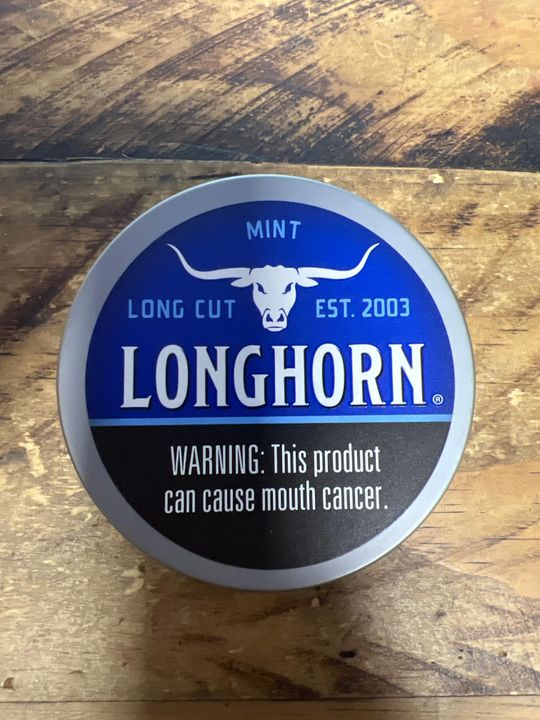 MINT
LONG CUT EST. 2003
LONGHORN®
WARNING: This product
can cause mouth cancer.